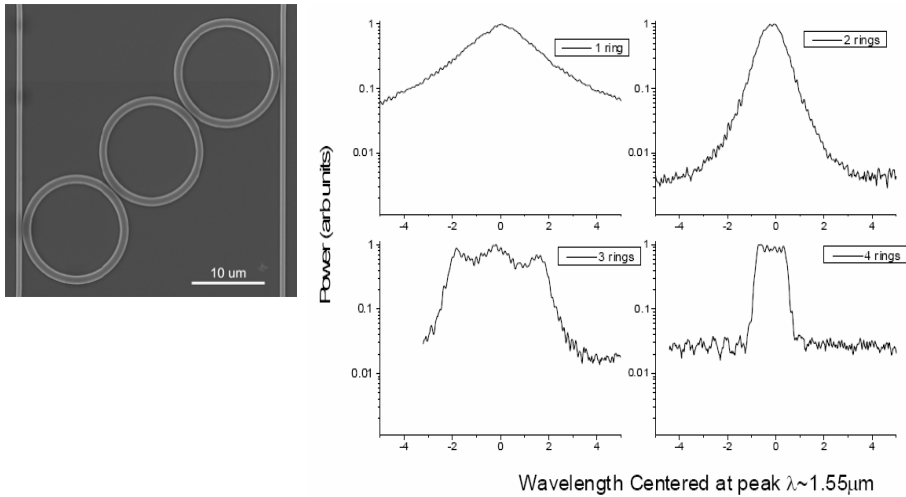 10 um
Power (arb units)
1
0.1
0.01
-4 -2 0 2 4
1 ring
1
0.1
0.01
-4 -2 0 2 4
2 rings
1
0.1
0.01
-4 -2 0 2 4
3 rings
1
0.1
0.01
-4 -2 0 2 4
4 rings
Wavelength Centered at peak λ~1.55μm